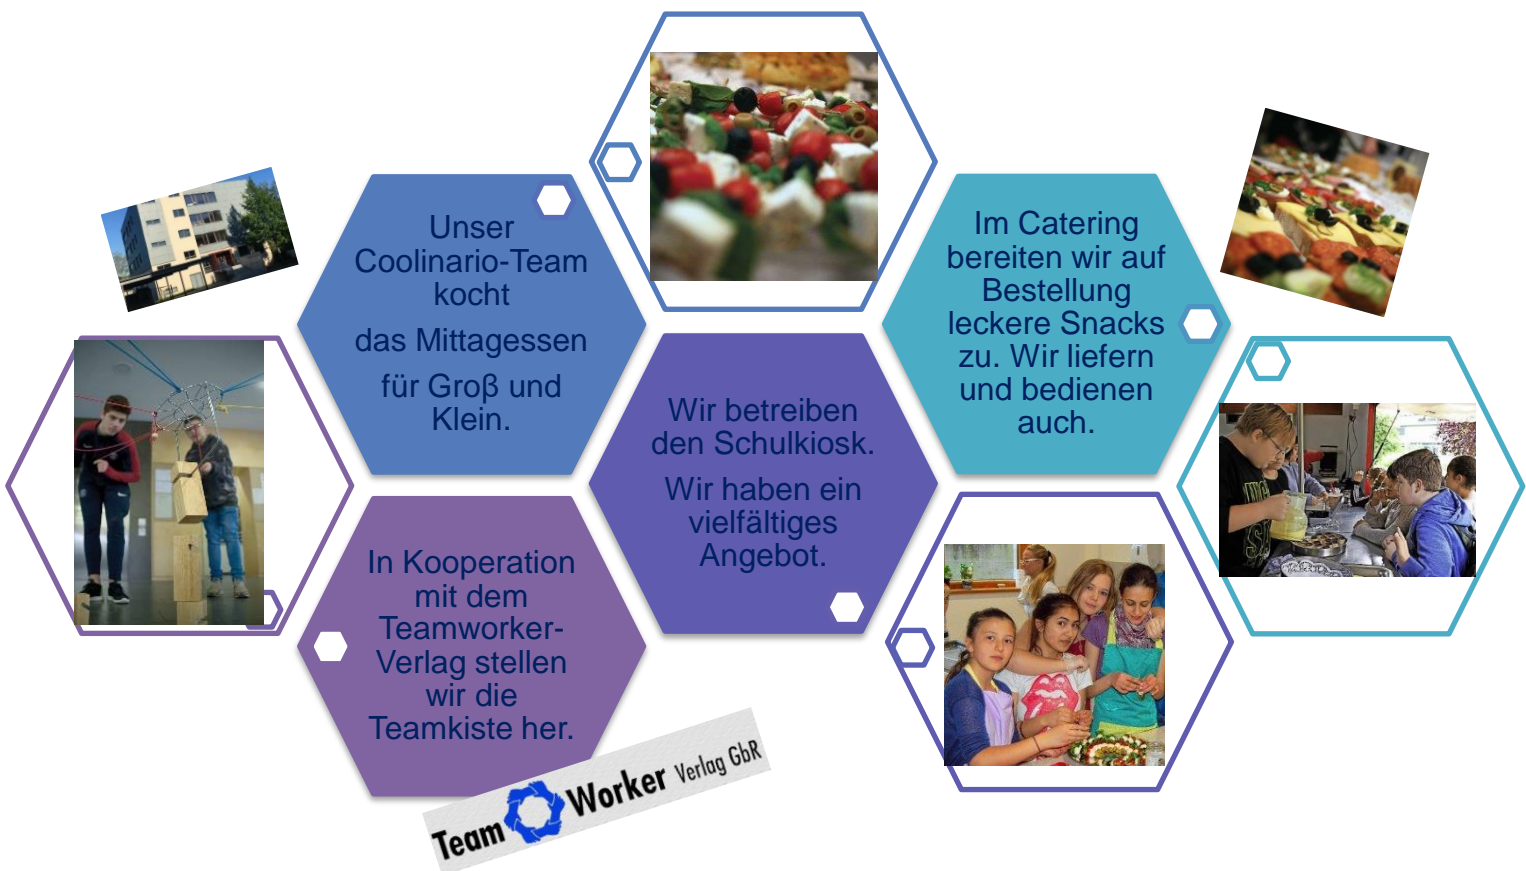 Unser
Coolinario-Team
kocht
das Mittagessen
für Groß und
Klein.
Im Catering
bereiten wir auf
Bestellung
leckere Snacks
zu. Wir liefern
und bedienen
auch.
Wir betreiben
den Schulkiosk.
Wir haben ein
vielfältiges
Angebot.
In Kooperation
mit dem
Teamworker-
Verlag stellen
wir die
Teamkiste her.
Team Worker Verlag GbR